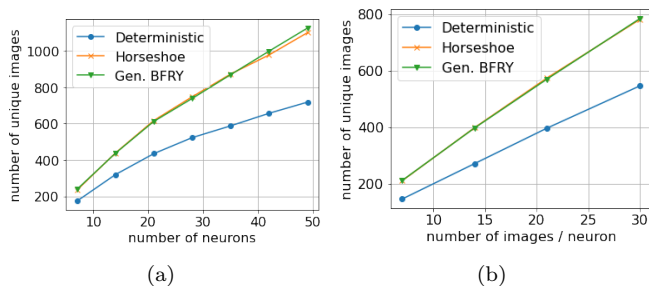 Deterministic
Horseshoe
Gen. BFRY
number of unique images
1000
800
600
400
200
10
20
30
40
50
number of neurons
(a)
Deterministic
Horseshoe
Gen. BFRY
number of unique images
800
600
400
200
10
15
20
25
30
number of images / neuron
(b)